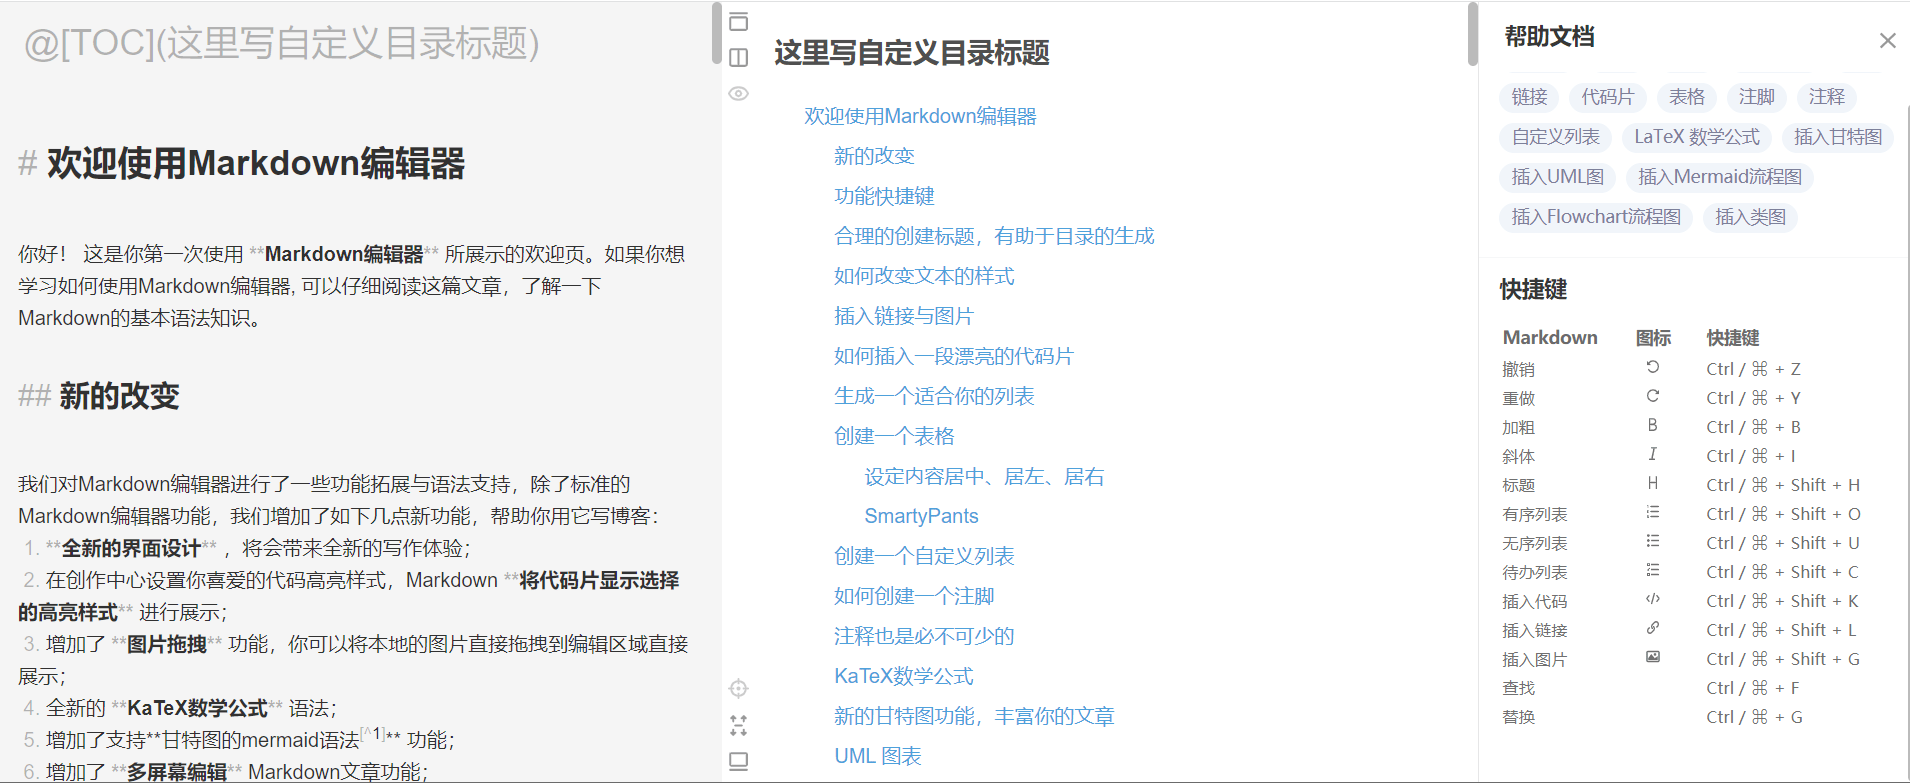 @[TOC](这里写自定义目录标题)
# 欢迎使用Markdown编辑器
你好！ 这是你第一次使用 **Markdown编辑器** 所展示的欢迎页。如果你想
学习如何使用Markdown编辑器, 可以仔细阅读这篇文章，了解一下
Markdown的基本语法知识。
## 新的改变
我们对Markdown编辑器进行了一些功能拓展与语法支持，除了标准的
Markdown编辑器功能，我们增加了如下几点新功能，帮助你用它写博客：
1. **全新的界面设计** ，将会带来全新的写作体验；
2. 在创作中心设置你喜爱的代码高亮样式，Markdown **将代码片显示选择
的高亮样式** 进行展示；
3. 增加了 **图片拖拽** 功能，你可以将本地的图片直接拖拽到编辑区域直接
展示；
4. 全新的 **KaTeX数学公式** 语法；
5. 增加了支持**甘特图的mermaid语法[^1]** 功能；
6. 增加了 **多屏幕编辑** Markdown文章功能；
这里写自定义目录标题
欢迎使用Markdown编辑器
新的改变
功能快捷键
合理的创建标题，有助于目录的生成
如何改变文本的样式
插入链接与图片
如何插入一段漂亮的代码片
生成一个适合你的列表
创建一个表格
设定内容居中、居左、居右
SmartyPants
创建一个自定义列表
如何创建一个注脚
注释也是必不可少的
KaTeX数学公式
新的甘特图功能，丰富你的文章
UML 图表
帮助文档
链接 代码片 表格 注脚 注释
自定义列表 LaTeX 数学公式 插入甘特图
插入UML图 插入Mermaid流程图
插入Flowchart流程图 插入类图
快捷键
Markdown 图标 快捷键
撤销 Ctrl / ⌘ + Z
重做 Ctrl / ⌘ + Y
加粗 B Ctrl / ⌘ + B
斜体 I Ctrl / ⌘ + I
标题 H Ctrl / ⌘ + Shift + H
有序列表 Ctrl / ⌘ + Shift + O
无序列表 Ctrl / ⌘ + Shift + U
待办列表 Ctrl / ⌘ + Shift + C
插入代码 </> Ctrl / ⌘ + Shift + K
插入链接 Ctrl / ⌘ + Shift + L
插入图片 Ctrl / ⌘ + Shift + G
查找 Ctrl / ⌘ + F
替换 Ctrl / ⌘ + G